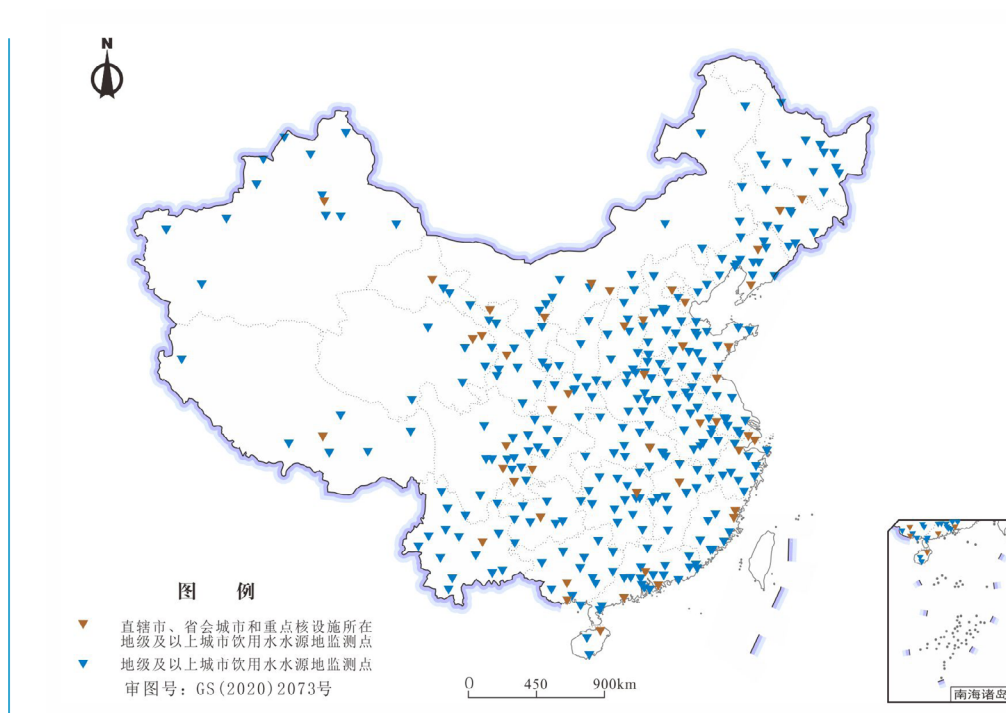 N
图 例
直辖市、省会城市和重点核设施所在
地级及以上城市饮用水水源地监测点
地级及以上城市饮用水水源地监测点
审图号：GS(2020)2073号
0 450 900km
南海诸岛